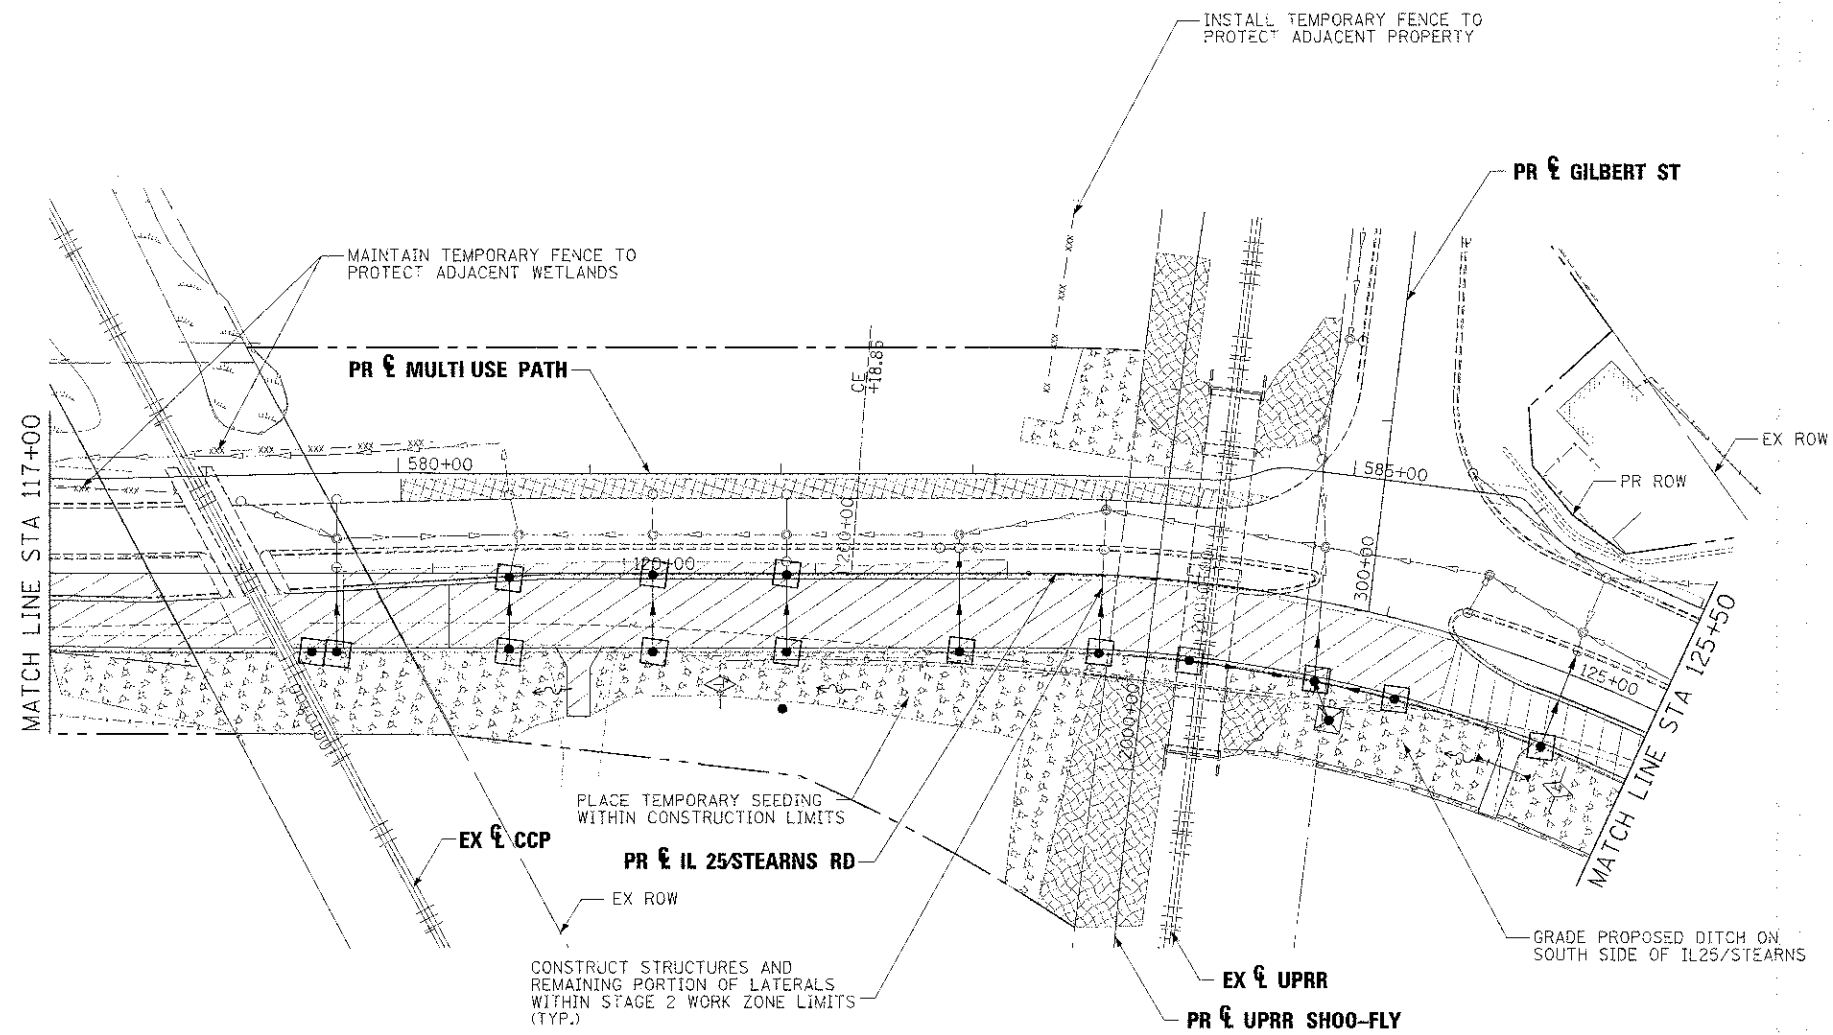 INSTALL TEMPORARY FENCE TO
PROTECT ADJACENT PROPERTY
PR ℄ GILBERT ST
MAINTAIN TEMPORARY FENCE TO
PROTECT ADJACENT WETLANDS
PR ℄ MULTI USE PATH
CE
+18.85
MATCH LINE STA 117+00
580+00
585+00
EX ROW
PR ROW
120+00
300+00
125+00
MATCH LINE STA 125+50
2000+00
PLACE TEMPORARY SEEDING
WITHIN CONSTRUCTION LIMITS
EX ℄ CCP
PR ℄ IL 25/STEARNS RD
EX ROW
CONSTRUCT STRUCTURES AND
REMAINING PORTION OF LATERALS
WITHIN STAGE 2 WORK ZONE LIMITS
(TYP.)
GRADE PROPOSED DITCH ON
SOUTH SIDE OF IL25/STEARNS
EX ℄ UPRR
PR ℄ UPRR SHOO-FLY